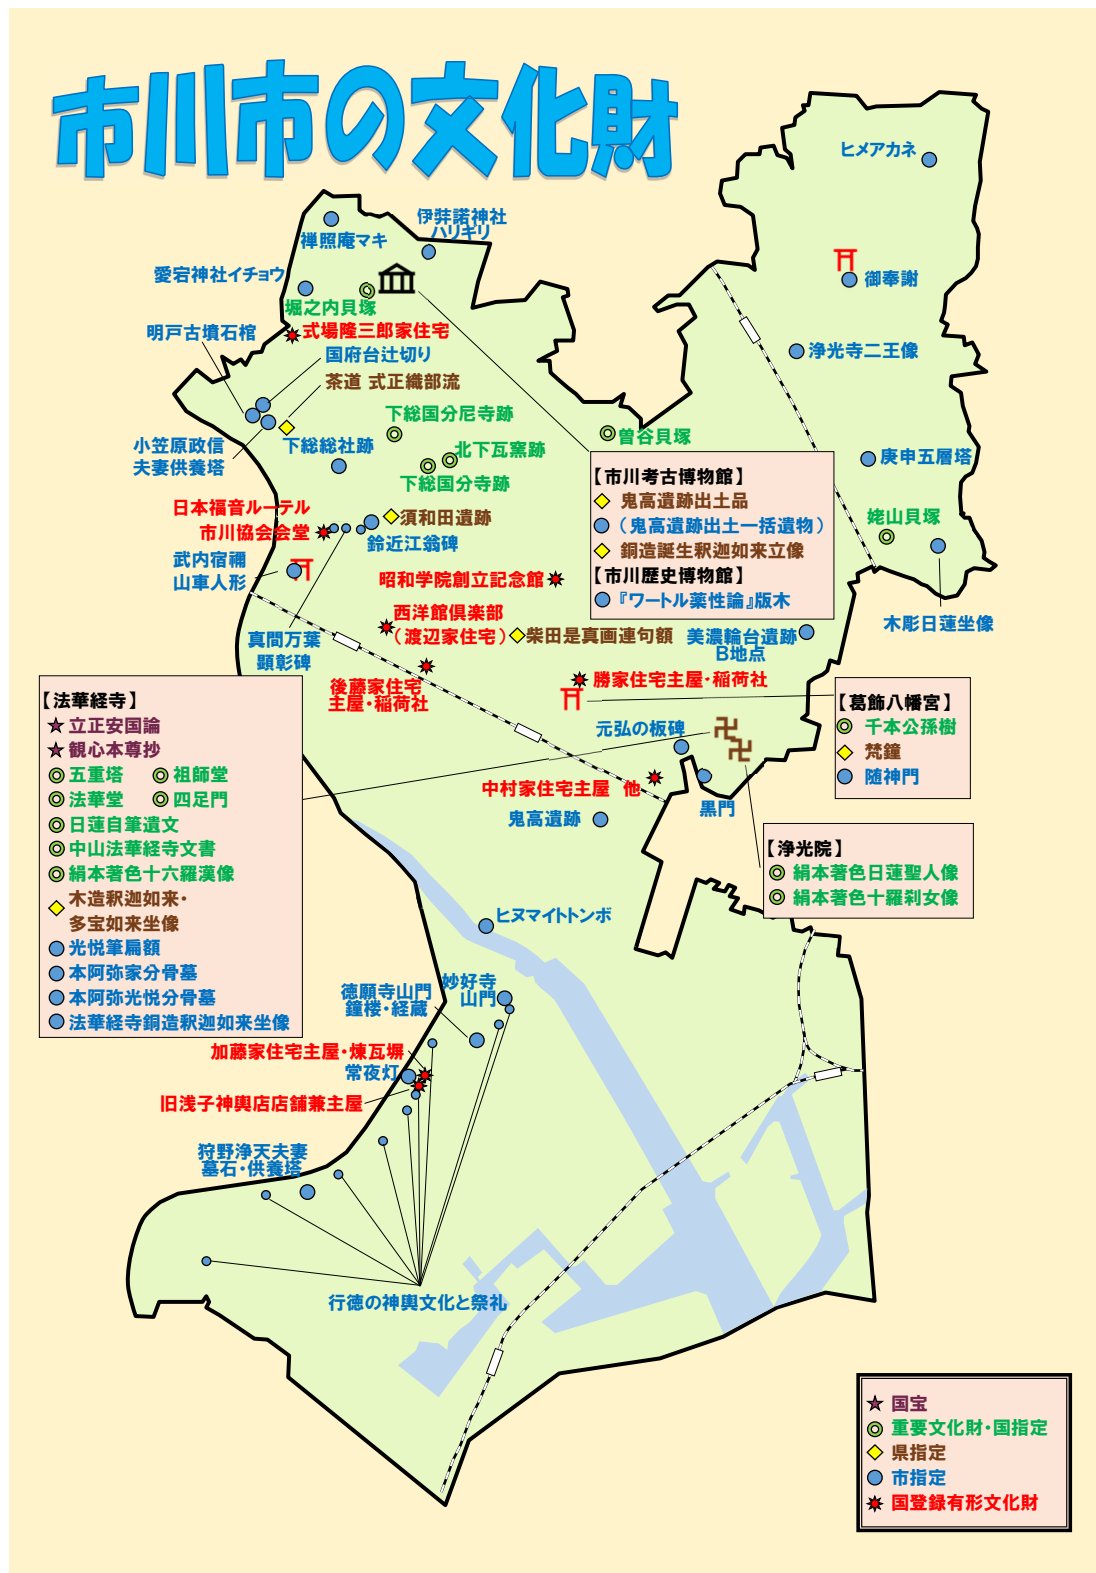 市川市の文化財
ヒメアカネ
伊弉諾神社
ハリギリ
禅照庵マキ
愛宕神社イチョウ
御奉謝
堀之内貝塚
式場隆三郎家住宅
明戸古墳石棺
国府台辻切り
浄光寺二王像
茶道 式正織部流
下総国分尼寺跡
小笠原政信
夫妻供養塔
下総総社跡
北下瓦窯跡
曽谷貝塚
庚申五層塔
下総国分寺跡
【市川考古博物館】
鬼高遺跡出土品
（鬼高遺跡出土一括遺物）
銅造誕生釈迦如来立像
【市川歴史博物館】
『ワートル薬性論』版木
日本福音ルーテル
市川協会会堂
須和田遺跡
鈴近江翁碑
姥山貝塚
武内宿禰
山車人形
昭和学院創立記念館
木彫日蓮坐像
西洋館倶楽部
（渡辺家住宅）
柴田是真画連句額
美濃輪台遺跡
B地点
真間万葉
顕彰碑
後藤家住宅
主屋・稲荷社
勝家住宅主屋・稲荷社
【法華経寺】
立正安国論
観心本尊抄
五重塔 祖師堂
法華堂 四足門
日蓮自筆遺文
中山法華経寺文書
絹本著色十六羅漢像
木造釈迦如来・
多宝如来坐像
光悦筆扁額
本阿弥家分骨墓
本阿弥光悦分骨墓
法華経寺銅造釈迦如来坐像
【葛飾八幡宮】
千本公孫樹
梵鐘
随神門
元弘の板碑
卍
卍
中村家住宅主屋 他
黒門
鬼高遺跡
【浄光院】
絹本著色日蓮聖人像
絹本著色十羅刹女像
ヒヌマイトトンボ
徳願寺山門
鐘楼・経蔵
妙好寺
山門
加藤家住宅主屋・煉瓦塀
常夜灯
旧浅子神輿店店舗兼主屋
狩野浄天夫妻
墓石・供養塔
行徳の神輿文化と祭礼
国宝
重要文化財・国指定
県指定
市指定
国登録有形文化財